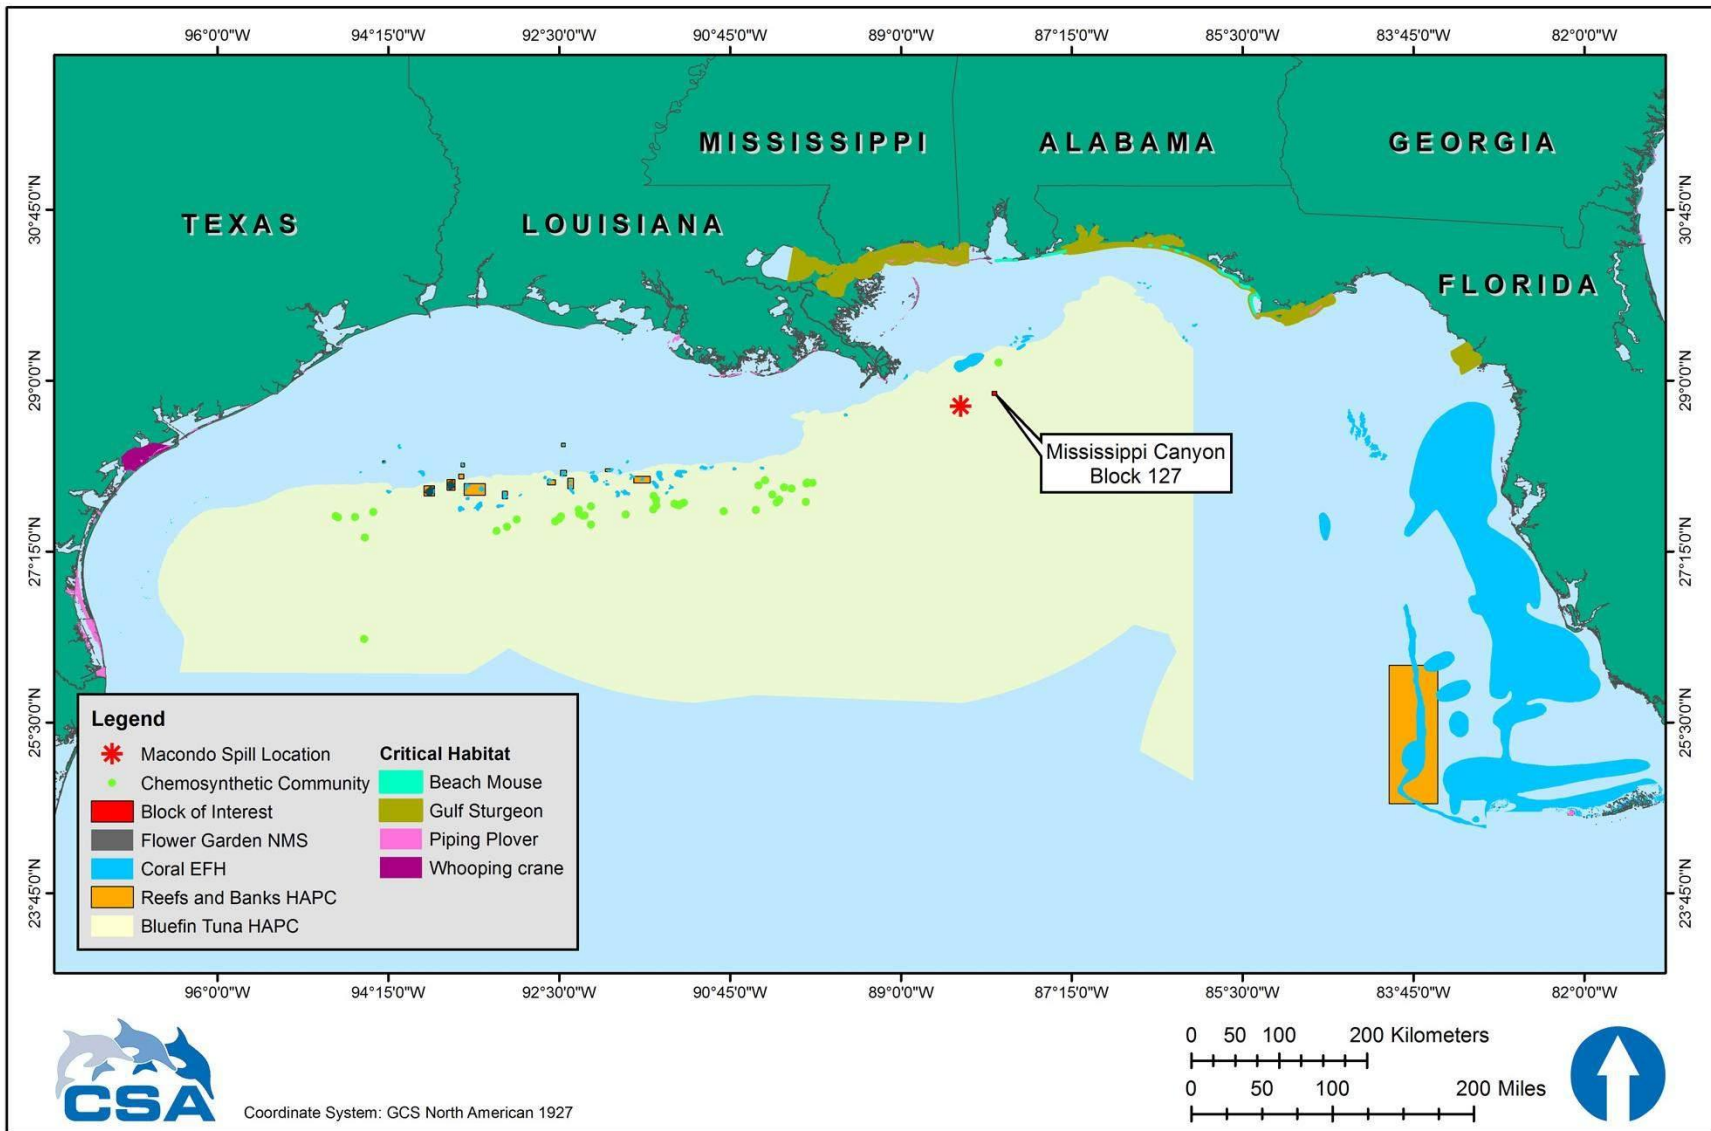 96°0'0"W
94°15'0"W
92°30'0"W
90°45'0"W
89°0'0"W
87°15'0"W
85°30'0"W
83°45'0"W
82°0'0"W
MISSISSIPPI
ALABAMA
GEORGIA
30°45'0"N
30°45'0"N
TEXAS
LOUISIANA
FLORIDA
29°0'0"N
29°0'0"N
Mississippi Canyon
Block 127
27°15'0"N
27°15'0"N
25°30'0"N
25°30'0"N
23°45'0"N
23°45'0"N
Legend
Macondo Spill Location
Chemosynthetic Community
Block of Interest
Flower Garden NMS
Coral EFH
Reefs and Banks HAPC
Bluefin Tuna HAPC
Critical Habitat
Beach Mouse
Gulf Sturgeon
Piping Plover
Whooping crane
96°0'0"W
94°15'0"W
92°30'0"W
90°45'0"W
89°0'0"W
87°15'0"W
85°30'0"W
83°45'0"W
82°0'0"W
CSA
Coordinate System: GCS North American 1927
0 50 100 200 Kilometers
0 50 100 200 Miles